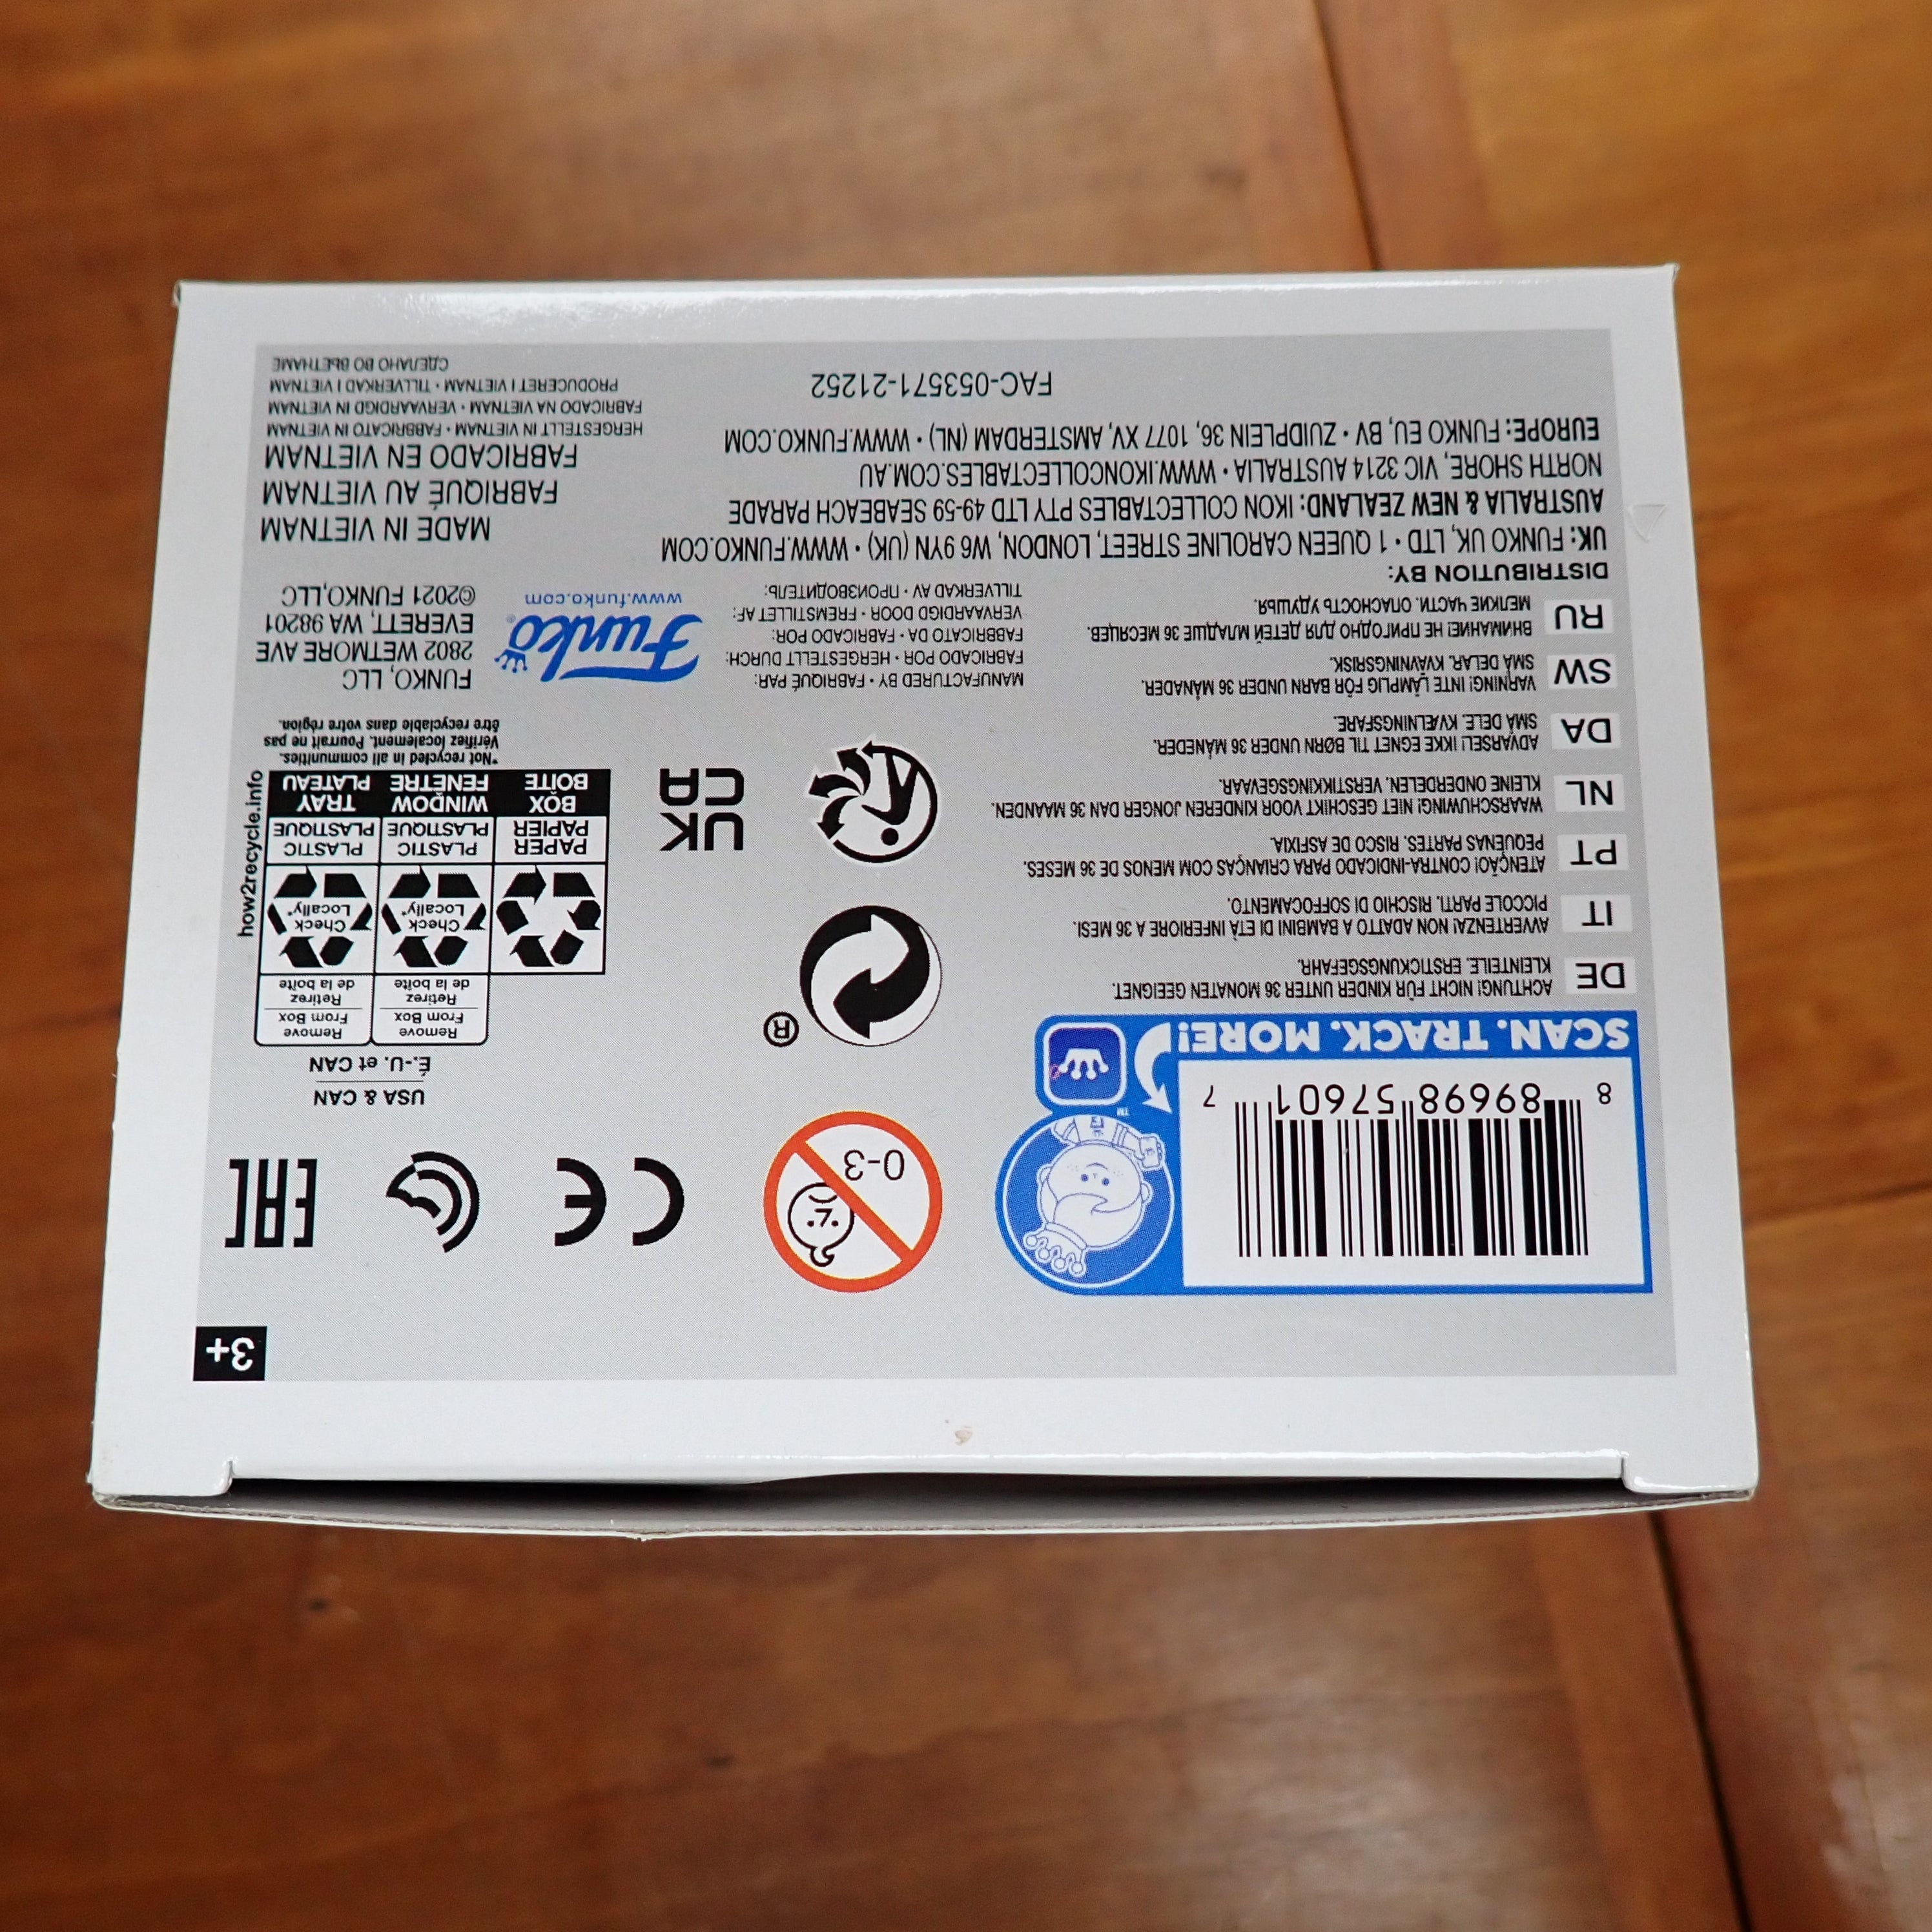 3+
8 89698 57601 7
SCAN. TRACK. MORE!
TM
0-3
CE
EAC
USA & CAN
É.-U. et CAN
Remove
From Box
Retirez
de la boîte
Remove
From Box
Retirez
de la boîte
Check
Locally*
Check
Locally*
PAPER
PAPIER
PLASTIC
PLASTIQUE
PLASTIC
PLASTIQUE
BOX
BOÎTE
WINDOW
FENÊTRE
TRAY
PLATEAU
how2recycle.info
*Not recycled in all communities.
Vérifiez localement. Pourrait ne pas
être recyclable dans votre région.
®
UK
CA
DE
ACHTUNG! NICHT FÜR KINDER UNTER 36 MONATEN GEEIGNET.
KLEINTEILE. ERSTICKUNGSGEFAHR.
IT
AVVERTENZA! NON ADATTO A BAMBINI DI ETÀ INFERIORE A 36 MESI.
PICCOLE PARTI. RISCHIO DI SOFFOCAMENTO.
PT
ATENÇÃO! CONTRA-INDICADO PARA CRIANÇAS COM MENOS DE 36 MESES.
PEQUENAS PARTES. RISCO DE ASFIXIA.
NL
WAARSCHUWING! NIET GESCHIKT VOOR KINDEREN JONGER DAN 36 MAANDEN.
KLEINE ONDERDELEN. VERSTIKKINGSGEVAAR.
DA
ADVARSEL! IKKE EGNET TIL BØRN UNDER 36 MÅNEDER.
SMÅ DELE. KVÆLNINGSFARE.
SW
VARNING! INTE LÄMPLIG FÖR BARN UNDER 36 MÅNADER.
SMÅ DELAR. KVÄVNINGSRISK.
RU
ВНИМАНИЕ! НЕ ПРИГОДНО ДЛЯ ДЕТЕЙ МЛАДШЕ 36 МЕСЯЦЕВ.
МЕЛКИЕ ЧАСТИ. ОПАСНОСТЬ УДУШЬЯ.
MANUFACTURED BY • FABRIQUÉ PAR:
FABRICADO POR • HERGESTELLT DURCH:
FABBRICATO DA • FABRICADO POR:
VERVAARDIGD DOOR • FREMSTILLET AF:
TILLVERKAD AV • ПРОИЗВОДИТЕЛЬ:
Funko®
www.funko.com
FUNKO, LLC
2802 WETMORE AVE
EVERETT, WA 98201
©2021 FUNKO,LLC
DISTRIBUTION BY:
UK: FUNKO UK, LTD • 1 QUEEN CAROLINE STREET, LONDON, W6 9YN (UK) • WWW.FUNKO.COM
AUSTRALIA & NEW ZEALAND: IKON COLLECTABLES PTY LTD 49-59 SEABEACH PARADE
NORTH SHORE, VIC 3214 AUSTRALIA • WWW.IKONCOLLECTABLES.COM.AU
EUROPE: FUNKO EU, BV • ZUIDPLEIN 36, 1077 XV, AMSTERDAM (NL) • WWW.FUNKO.COM
FAC-053571-21252
MADE IN VIETNAM
FABRIQUÉ AU VIETNAM
FABRICADO EN VIETNAM
HERGESTELLT IN VIETNAM • FABBRICATO IN VIETNAM
FABRICADO NA VIETNAM • VERVAARDIGD IN VIETNAM
PRODUCERET I VIETNAM • TILLVERKAD I VIETNAM
СДЕЛАНО ВО ВЬЕТНАМЕ